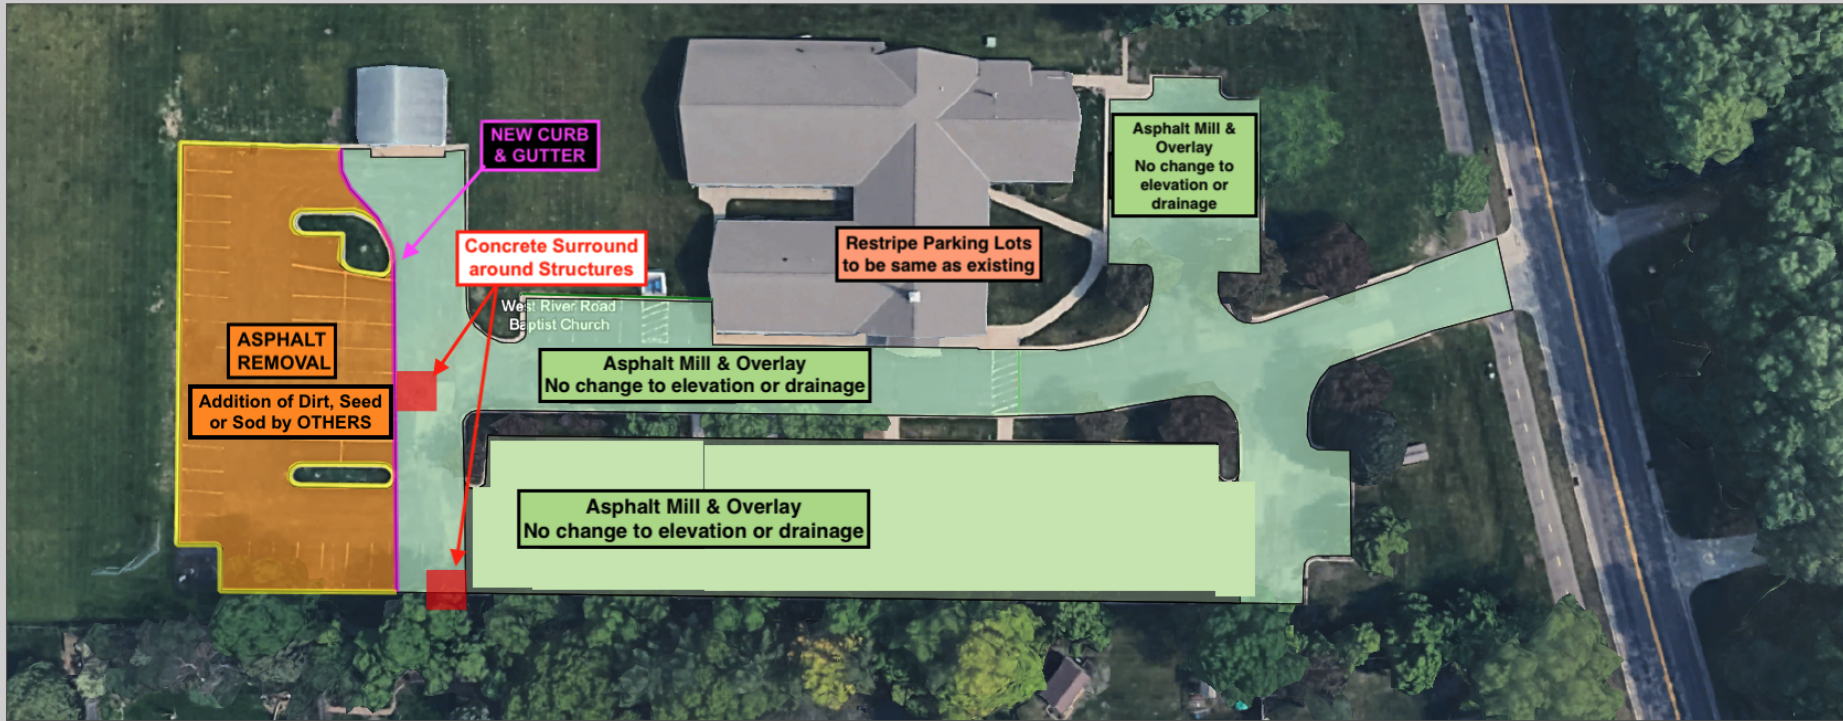 NEW CURB
& GUTTER
Asphalt Mill &
Overlay
No change to
elevation or
drainage
Concrete Surround
around Structures
Restripe Parking Lots
to be same as existing
West River Road
Baptist Church
ASPHALT
REMOVAL
Asphalt Mill & Overlay
No change to elevation or drainage
Addition of Dirt, Seed
or Sod by OTHERS
Asphalt Mill & Overlay
No change to elevation or drainage